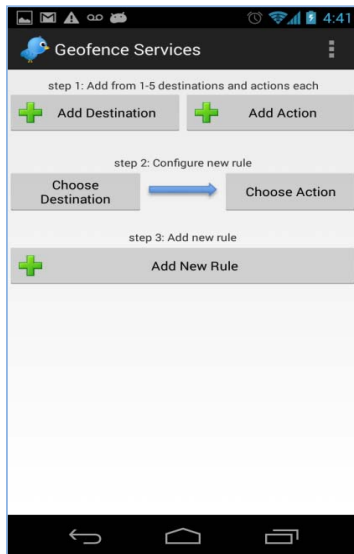 4:41
Geofence Services
step 1: Add from 1-5 destinations and actions each
Add Destination
Add Action
step 2: Configure new rule
Choose
Destination
Choose Action
step 3: Add new rule
Add New Rule